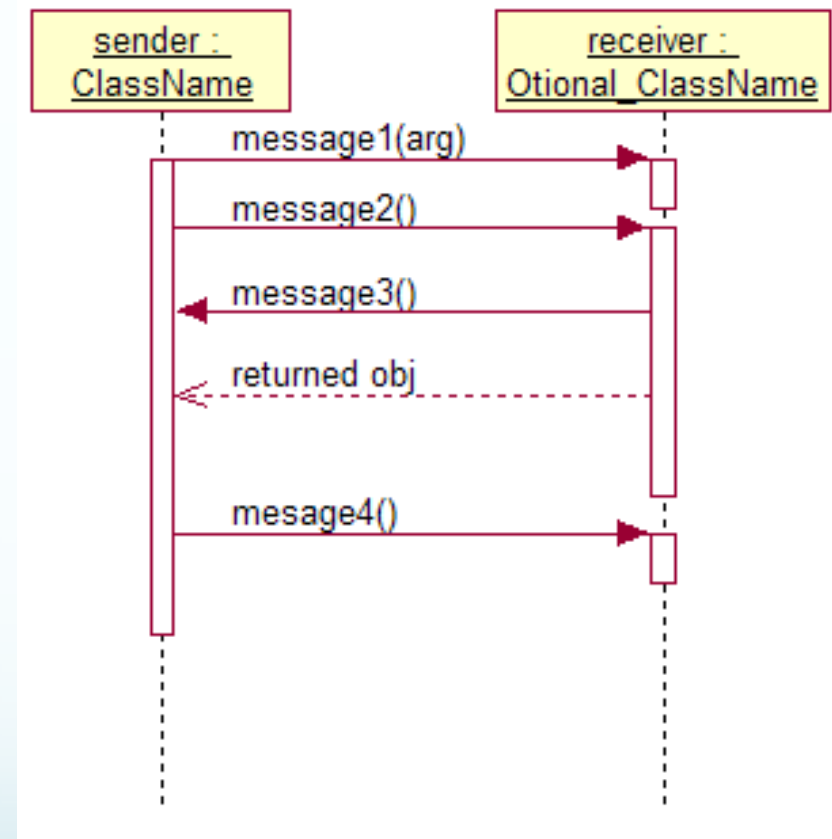 sender :
ClassName
receiver :
Otional_ClassName
message1(arg)
message2()
message3()
returned obj
mesage4()